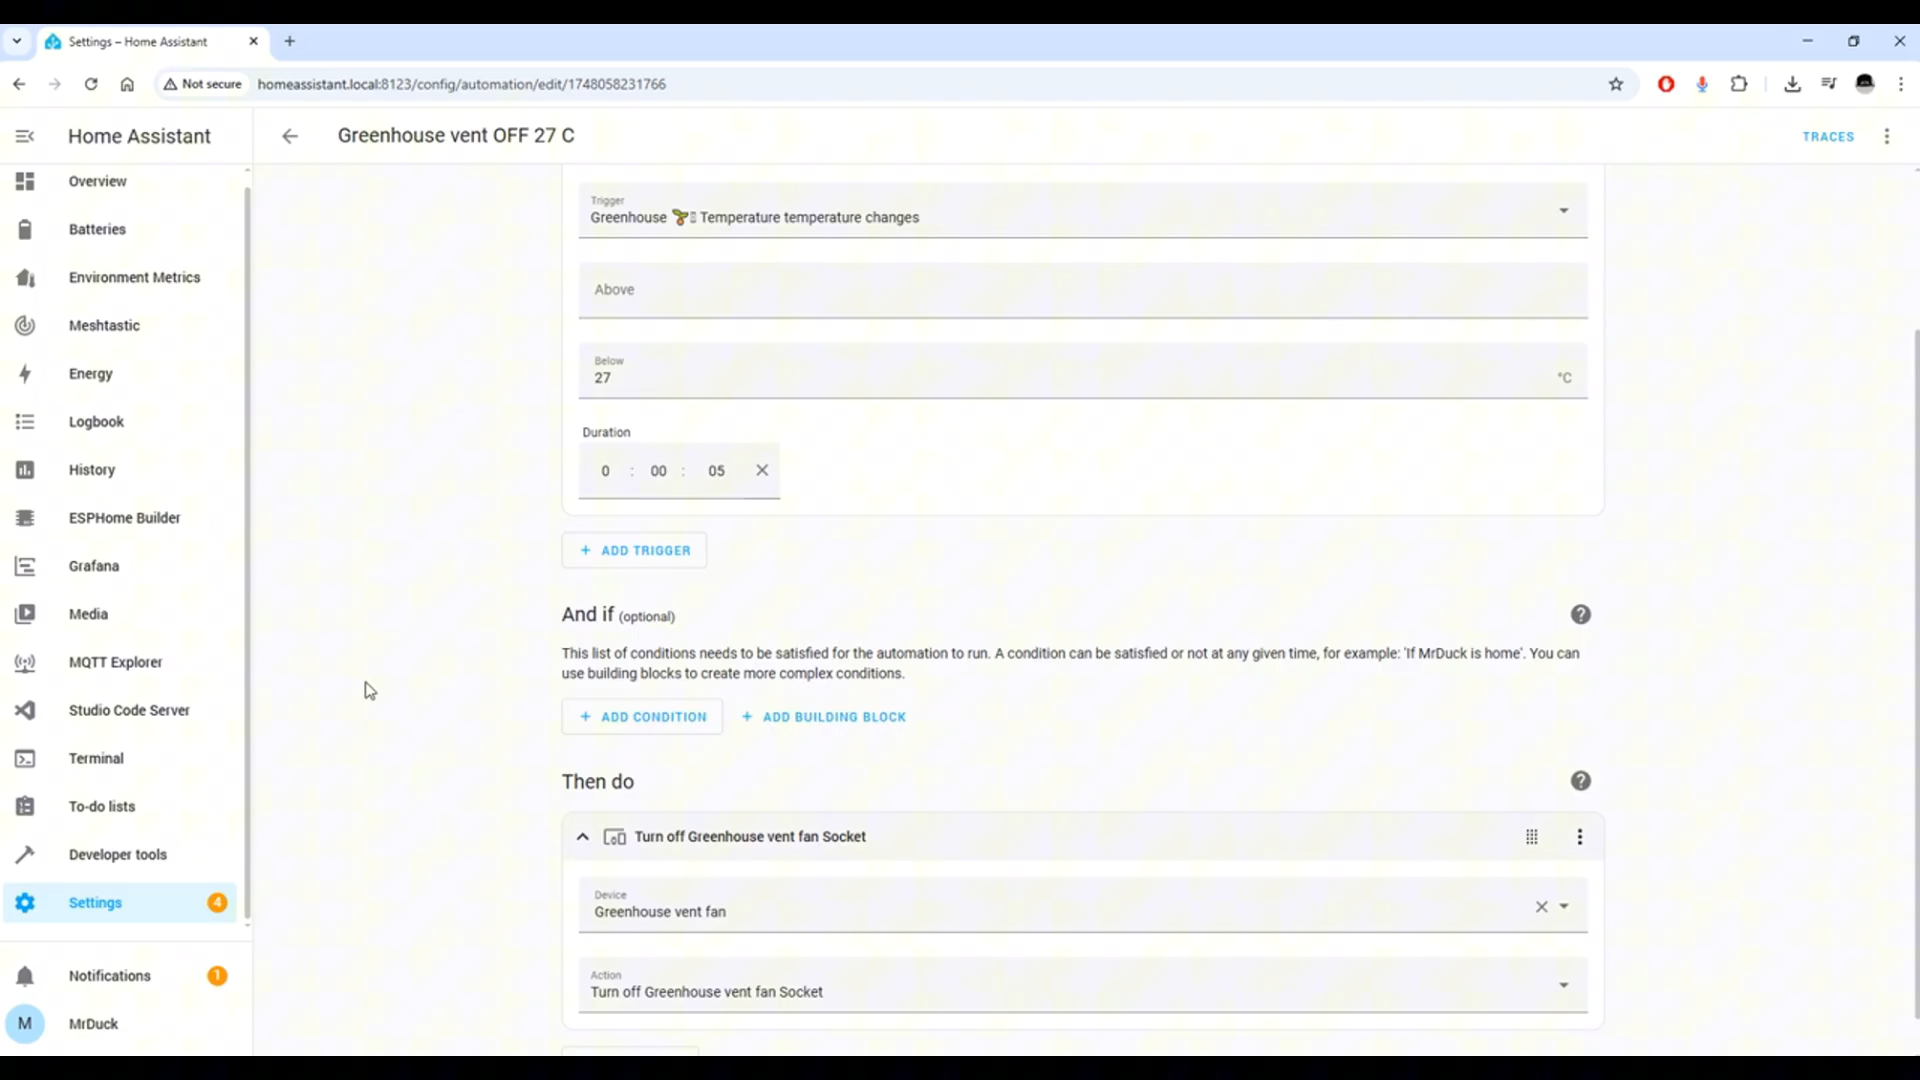 Settings – Home Assistant
Not secure
homeassistant.local:8123/config/automation/edit/1748058231766
Home Assistant
Greenhouse vent OFF 27 C
TRACES
Overview
Batteries
Environment Metrics
Meshtastic
Energy
Logbook
History
ESPHome Builder
Grafana
Media
MQTT Explorer
Studio Code Server
Terminal
To-do lists
Developer tools
Settings
4
Notifications
1
M
MrDuck
Trigger
Greenhouse Temperature temperature changes
Above
Below
27
°C
Duration
0 : 00 : 05
ADD TRIGGER
And if (optional)
This list of conditions needs to be satisfied for the automation to run. A condition can be satisfied or not at any given time, for example: 'If MrDuck is home'. You can
use building blocks to create more complex conditions.
ADD CONDITION
ADD BUILDING BLOCK
Then do
Turn off Greenhouse vent fan Socket
Device
Greenhouse vent fan
Action
Turn off Greenhouse vent fan Socket